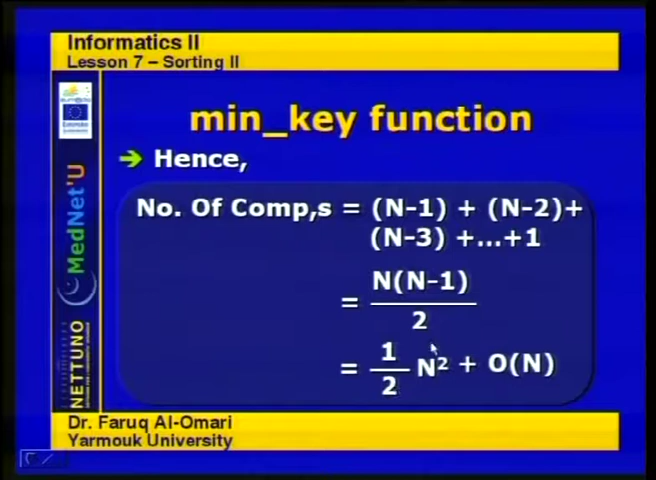 Informatics II
Lesson 7 – Sorting II
min_key function
Hence,
No. Of Comp,s = (N-1) + (N-2)+
(N-3) +...+1
= N(N-1)
2
= 1
2 N² + O(N)
MedNet'U
NETTUNO
Dr. Faruq Al-Omari
Yarmouk University